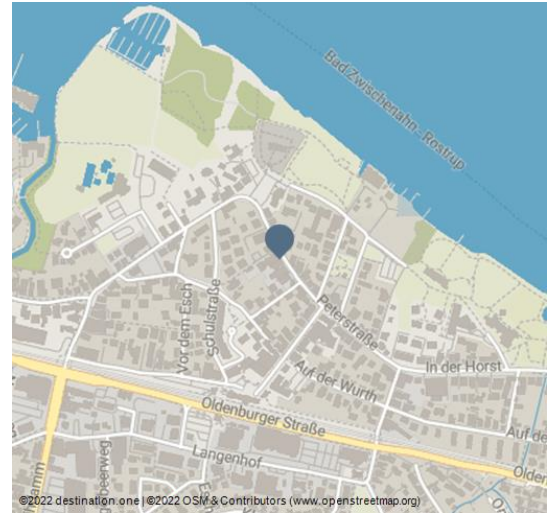 Bad Zwischenahn - Rostrup
Vor dem Esch
Schulstraße
Peterstraße
In der Horst
Auf der Wurth
Auf de
Oldenburger Straße
Olden
Langenhof
©2022 destination.one | ©2022 OSM & Contributors (www.openstreetmap.org)